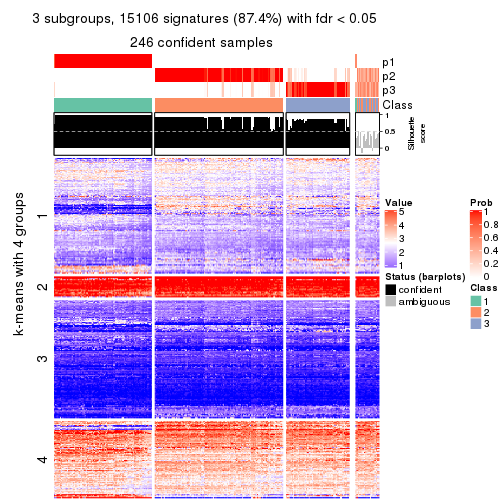 3 subgroups, 15106 signatures (87.4%) with fdr < 0.05
246 confident samples
p1
p2
p3
Class
1
0.5
0
Silhouette
score
k-means with 4 groups
1
2
3
4
Value
5
4
3
2
1
Status (barplots)
confident
ambiguous
Prob
1
0.8
0.6
0.4
0.2
0
Class
1
2
3